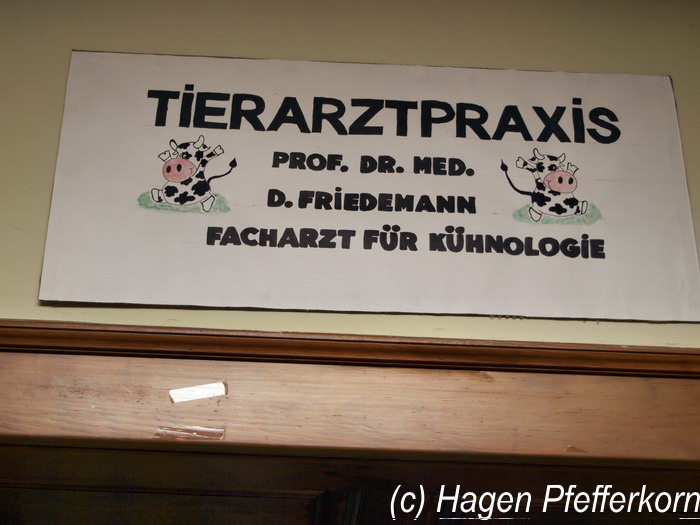 TiERARZTPRAXiS
PROF. DR. MED.
D. FRiEDEMANN
FACHARZT FÜR KÜHNOLOGiE
(c) Hagen Pfefferkorn